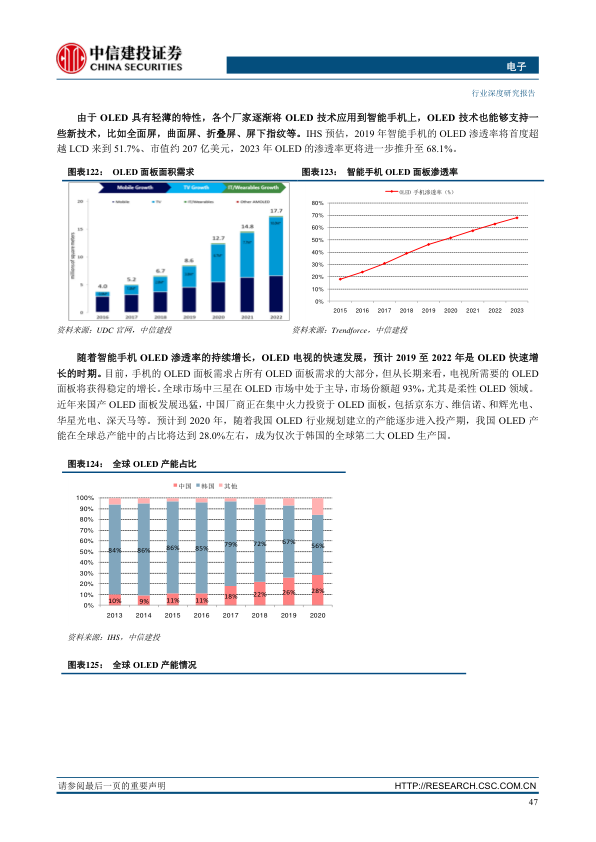 中信建投证券
CHINA SECURITIES
电子
行业深度研究报告
由于 OLED 具有轻薄的特性，各个厂家逐渐将 OLED 技术应用到智能手机上，OLED 技术也能够支持一
些新技术，比如全面屏，曲面屏、折叠屏、屏下指纹等。IHS 预估，2019 年智能手机的 OLED 渗透率将首度超
越 LCD 来到 51.7%、市值约 207 亿美元，2023 年 OLED 的渗透率更将进一步推升至 68.1%。
图表122： OLED 面板面积需求
图表123： 智能手机 OLED 面板渗透率
Mobile Growth TV Growth IT/Wearables Growth
Mobile TV IT/Wearables Other AMOLED
millions of square meters
20
15
10
5
0
4.0 5.2 6.7 8.6 12.7 14.8 17.7
2016 2017 2018 2019 2020 2021 2022
OLED 手机渗透率（%）
80%
70%
60%
50%
40%
30%
20%
10%
0%
2015 2016 2017 2018 2019 2020 2021 2022 2023
资料来源：UDC 官网，中信建投
资料来源：Trendforce，中信建投
随着智能手机 OLED 渗透率的持续增长，OLED 电视的快速发展，预计 2019 至 2022 年是 OLED 快速增
长的时期。目前，手机的 OLED 面板需求占所有 OLED 面板需求的大部分，但从长期来看，电视所需要的 OLED
面板将获得稳定的增长。全球市场中三星在 OLED 市场中处于主导，市场份额超 93%，尤其是柔性 OLED 领域。
近年来国产 OLED 面板发展迅猛，中国厂商正在集中火力投资于 OLED 面板，包括京东方、维信诺、和辉光电、
华星光电、深天马等。预计到 2020 年，随着我国 OLED 行业规划建立的产能逐步进入投产期，我国 OLED 产
能在全球总产能中的占比将达到 28.0%左右，成为仅次于韩国的全球第二大 OLED 生产国。
图表124： 全球 OLED 产能占比
中国 韩国 其他
100%
90%
80%
70%
60%
50%
40%
30%
20%
10%
0%
84% 86% 86% 85% 79% 72% 67% 56%
10% 9% 11% 11% 18% 22% 26% 28%
2013 2014 2015 2016 2017 2018 2019 2020
资料来源：IHS，中信建投
图表125： 全球 OLED 产能情况
请参阅最后一页的重要声明
HTTP://RESEARCH.CSC.COM.CN
47